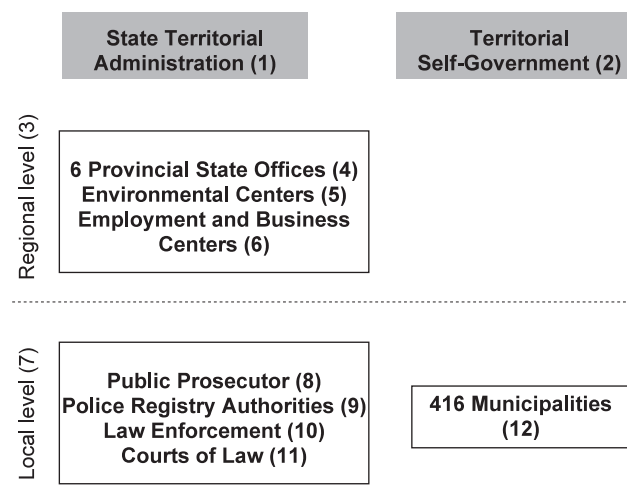 State Territorial
Administration (1)
Territorial
Self-Government (2)
Regional level (3)
6 Provincial State Offices (4)
Environmental Centers (5)
Employment and Business
Centers (6)
Local level (7)
Public Prosecutor (8)
Police Registry Authorities (9)
Law Enforcement (10)
Courts of Law (11)
416 Municipalities
(12)